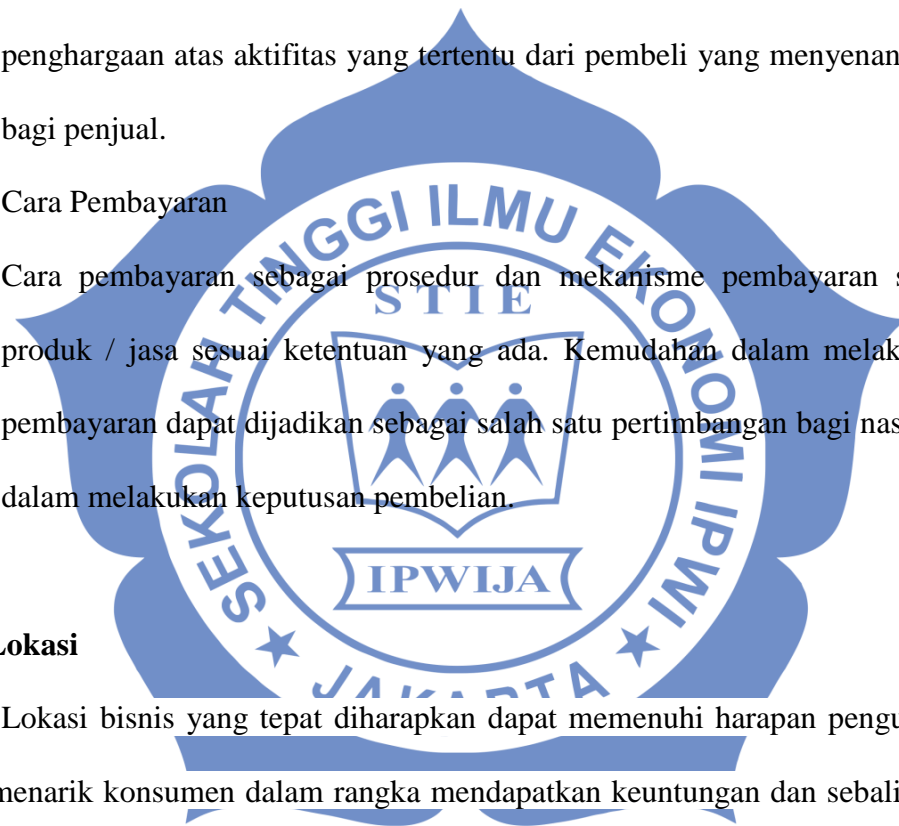 penghargaan atas aktifitas yang tertentu dari pembeli yang menyenan
bagi penjual.
Cara Pembayaran
Cara pembayaran sebagai prosedur dan mekanisme pembayaran s
produk / jasa sesuai ketentuan yang ada. Kemudahan dalam melak
pembayaran dapat dijadikan sebagai salah satu pertimbangan bagi nas
dalam melakukan keputusan pembelian.
Lokasi
Lokasi bisnis yang tepat diharapkan dapat memenuhi harapan pengu
menarik konsumen dalam rangka mendapatkan keuntungan dan sebali
SEKOLAH TINGGI ILMU EKONOMI IPWI
STIE
IPWIJA
JAKARTA